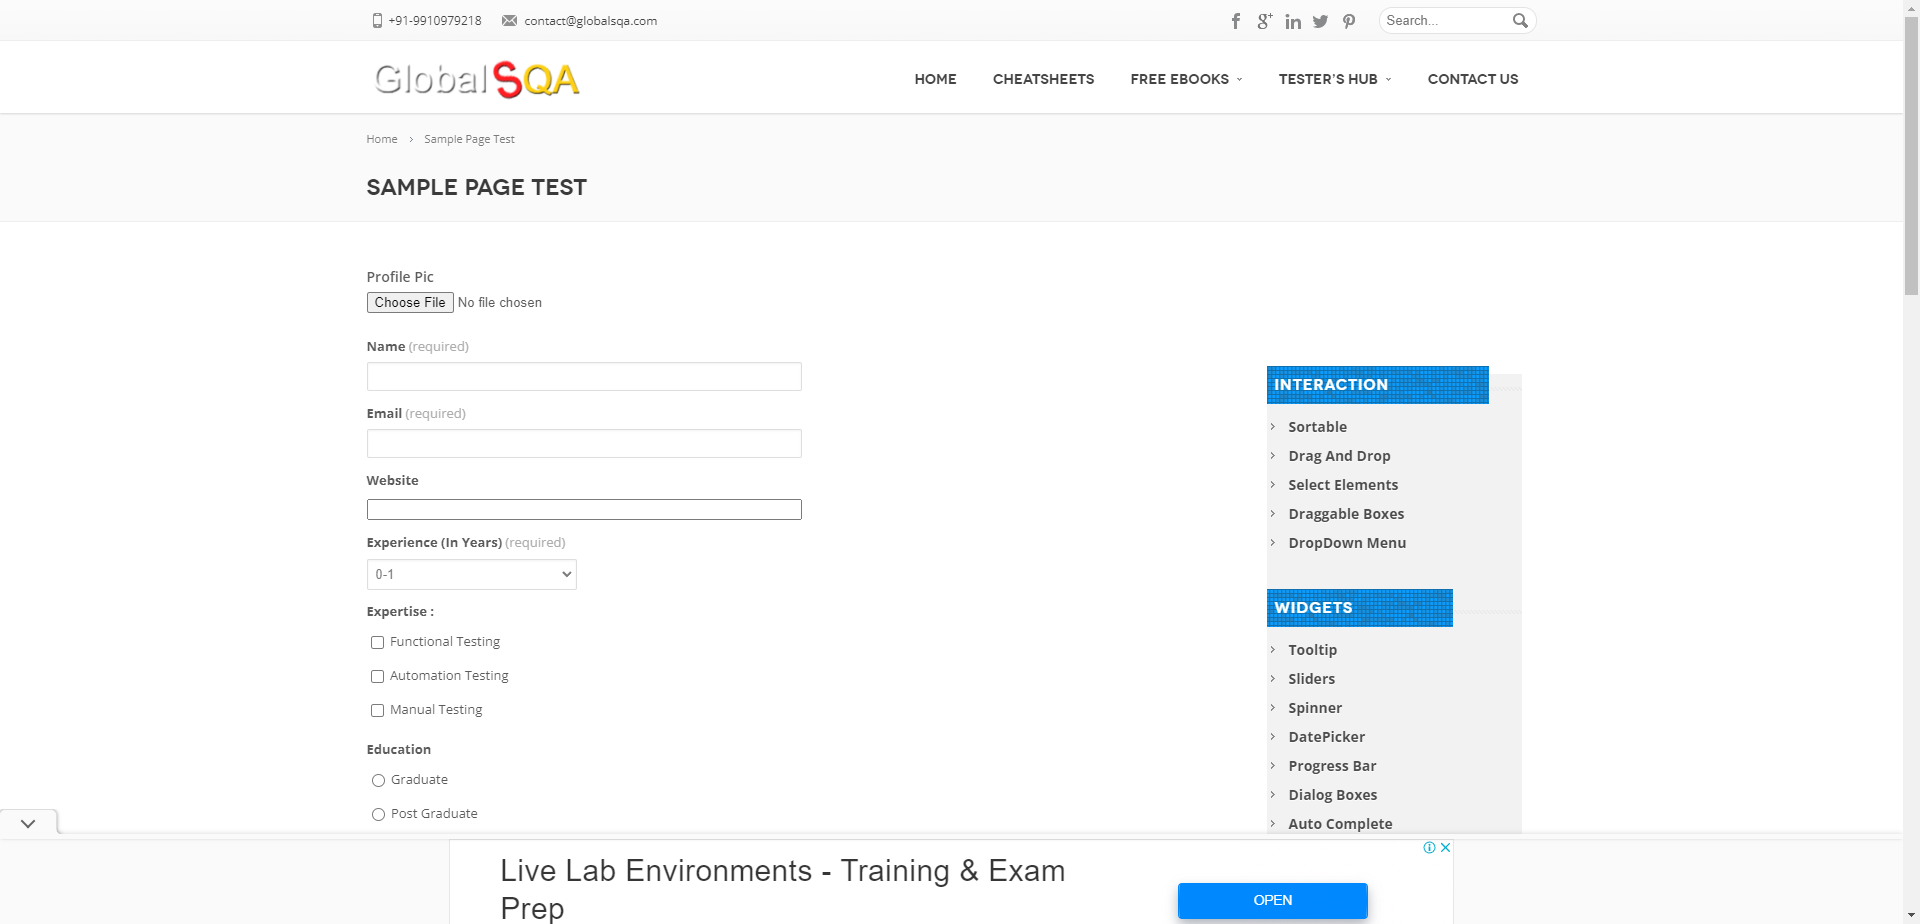 +91-9910979218 contact@globalsqa.com Search...
GlobalSQA HOME CHEATSHEETS FREE EBOOKS TESTER'S HUB CONTACT US
Home › Sample Page Test
SAMPLE PAGE TEST
Profile Pic
Choose File No file chosen
Name (required)
Email (required)
Website
Experience (In Years) (required)
0-1
Expertise :
Functional Testing
Automation Testing
Manual Testing
Education
Graduate
Post Graduate
INTERACTION
Sortable
Drag And Drop
Select Elements
Draggable Boxes
DropDown Menu
WIDGETS
Tooltip
Sliders
Spinner
DatePicker
Progress Bar
Dialog Boxes
Auto Complete
Live Lab Environments - Training & Exam
Prep
OPEN